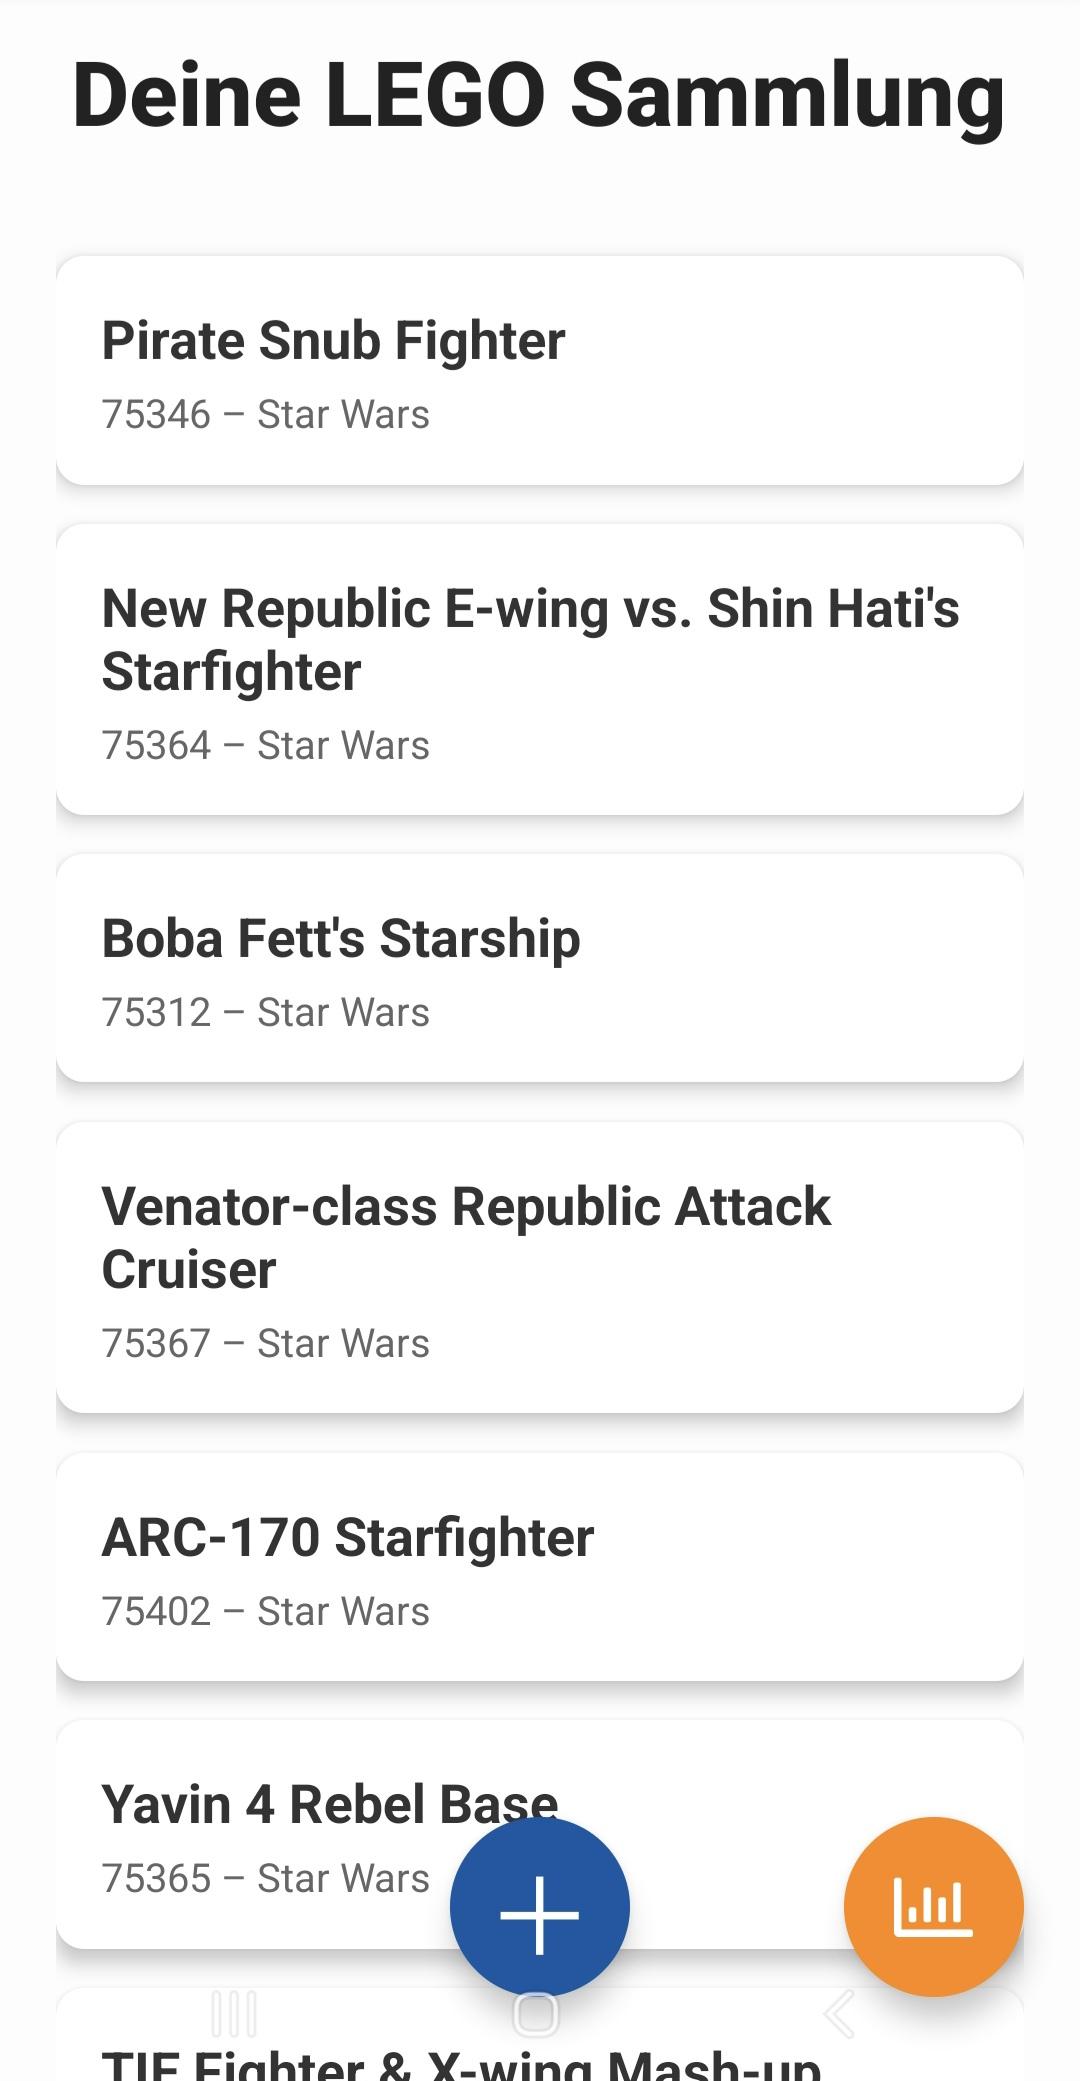 Deine LEGO Sammlung
Pirate Snub Fighter
75346 – Star Wars
New Republic E-wing vs. Shin Hati's
Starfighter
75364 – Star Wars
Boba Fett's Starship
75312 – Star Wars
Venator-class Republic Attack
Cruiser
75367 – Star Wars
ARC-170 Starfighter
75402 – Star Wars
Yavin 4 Rebel Base
75365 – Star Wars
TIE Fighter & X-wing Mash-up